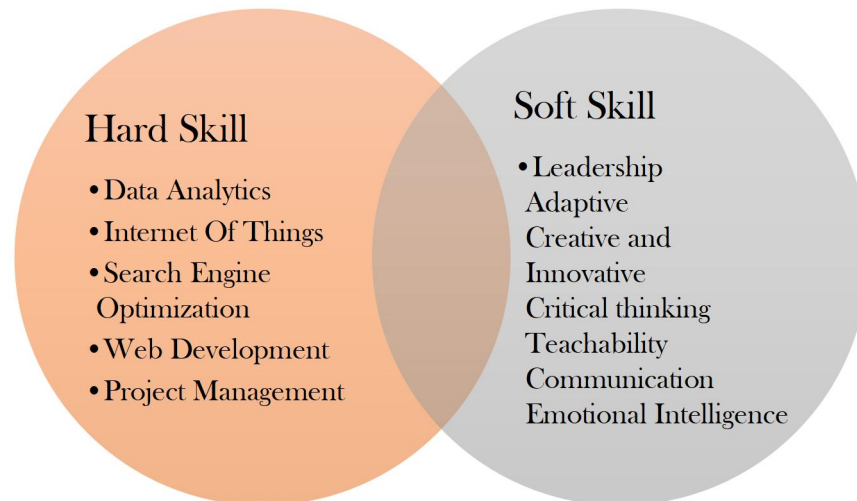 Hard Skill
• Data Analytics
• Internet Of Things
• Search Engine
Optimization
• Web Development
• Project Management
Soft Skill
• Leadership
Adaptive
Creative and
Innovative
Critical thinking
Teachability
Communication
Emotional Intelligence